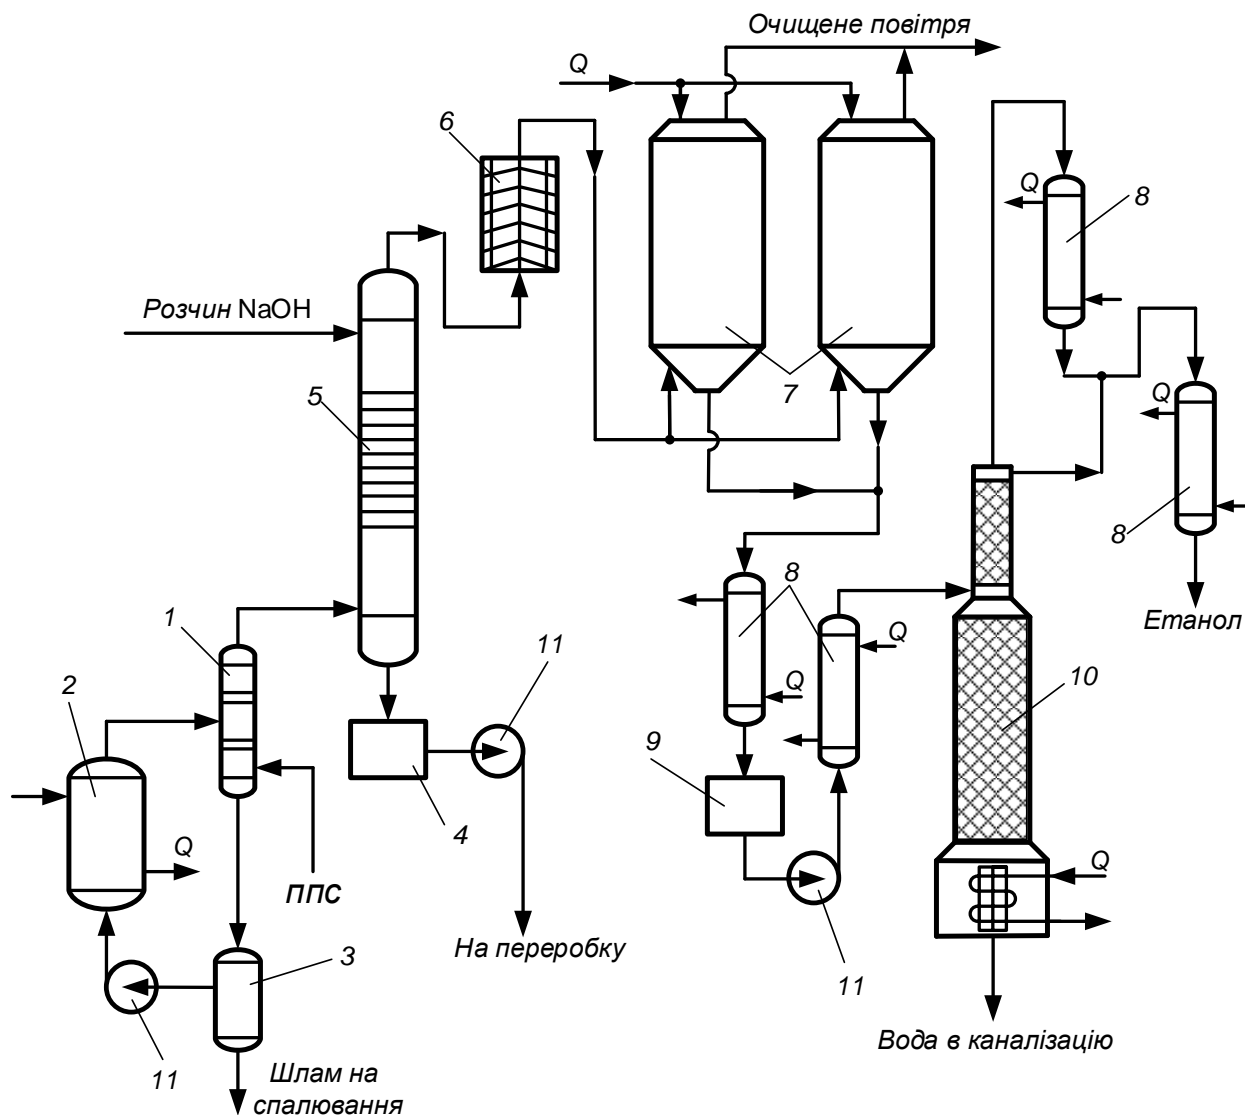 Очищене повітря
Q
6
Q
8
Розчин NaOH
5
7
Q
8
1
8
Етанол
2
11
Q
Q
10
9
4
Q
Q
ППС
На переробку
3
11
11
Вода в каналізацію
Шлам на
спалювання